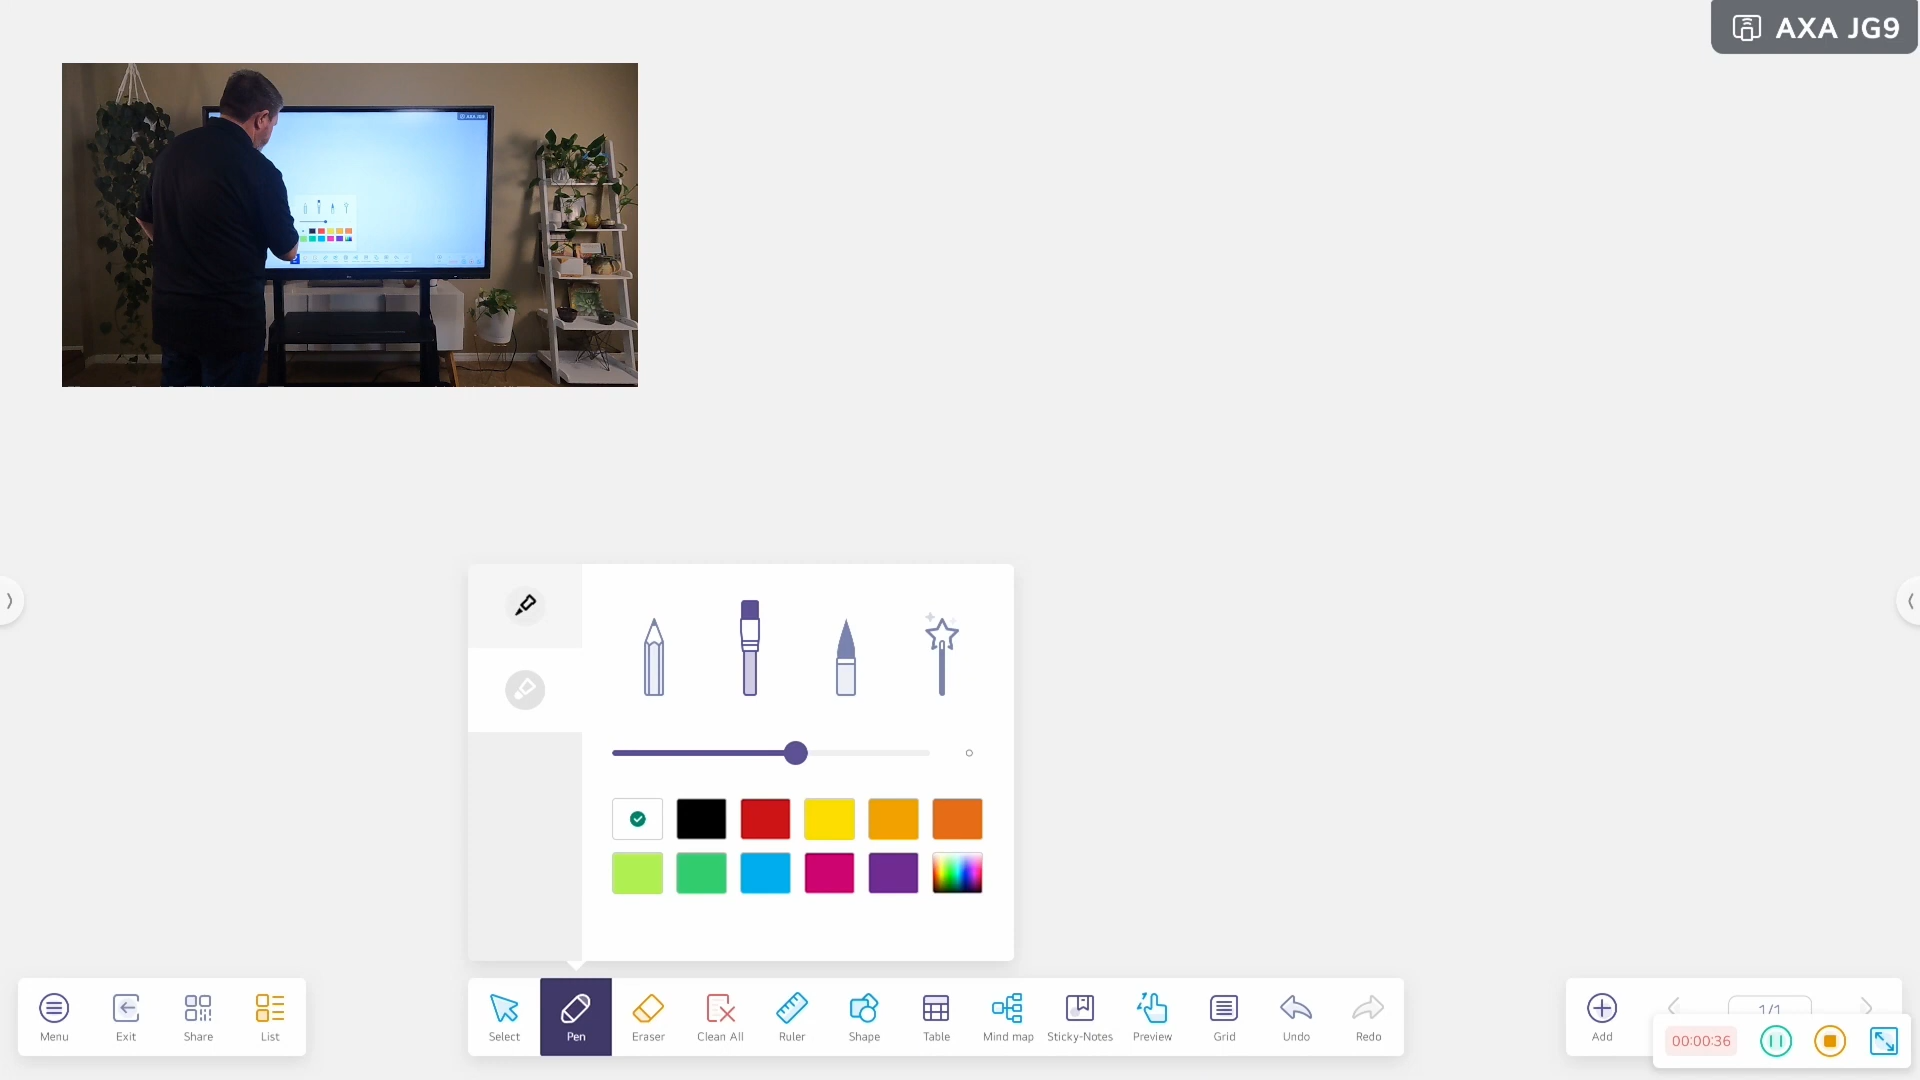 AXA JG9
Menu Exit Share List
Select Pen Eraser Clean All Ruler Shape Table Mind map Sticky-Notes Preview Grid Undo Redo
Add
1/1
00:00:36